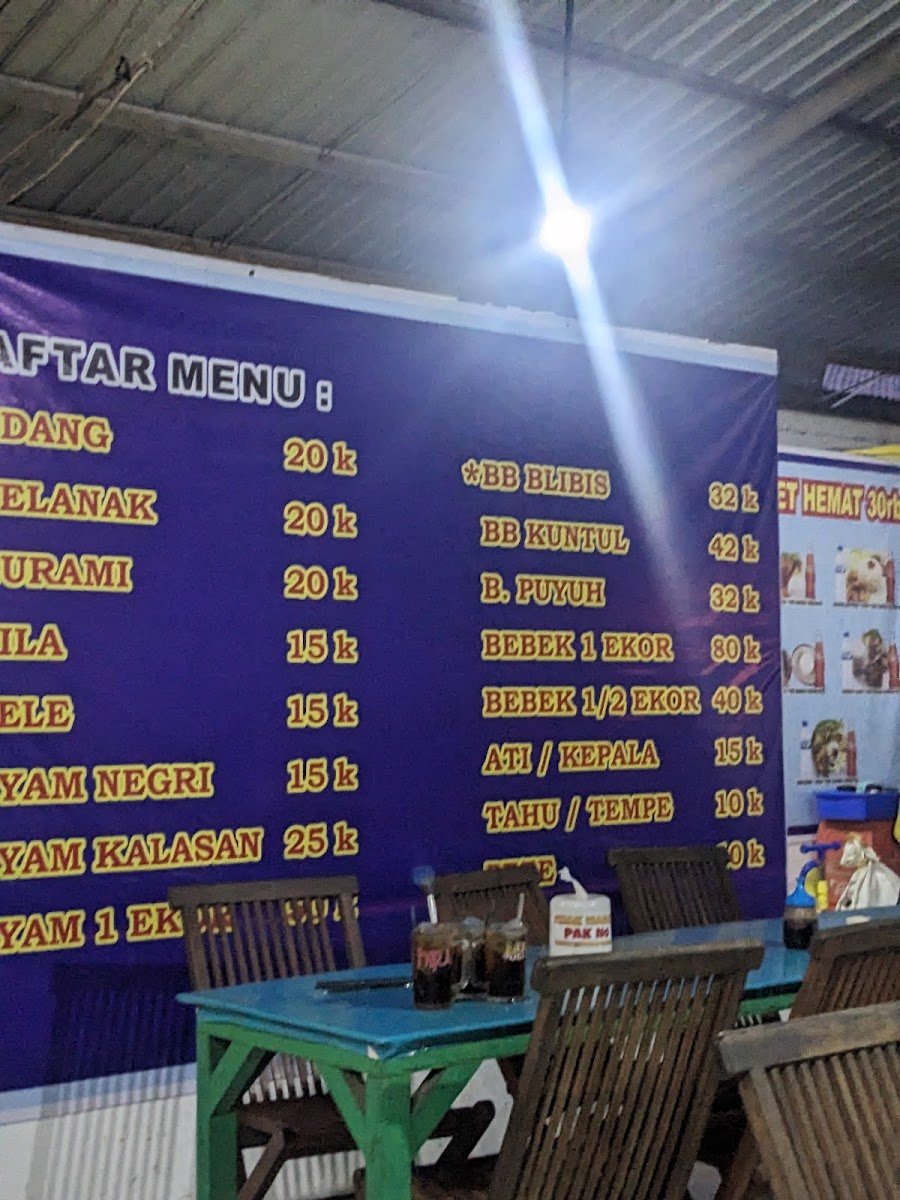 AFTAR MENU :
DANG 20 k
ELANAK 20 k
URAMI 20 k
ILA 15 k
ELE 15 k
YAM NEGRI 15 k
YAM KALASAN 25 k
YAM 1 EK
*BB BLIBIS 32 k
BB KUNTUL 42 k
B. PUYUH 32 k
BEBEK 1 EKOR 80 k
BEBEK 1/2 EKOR 40 k
ATI / KEPALA 15 k
TAHU / TEMPE 10 k
0 k
ET HEMAT 30rb
PAK